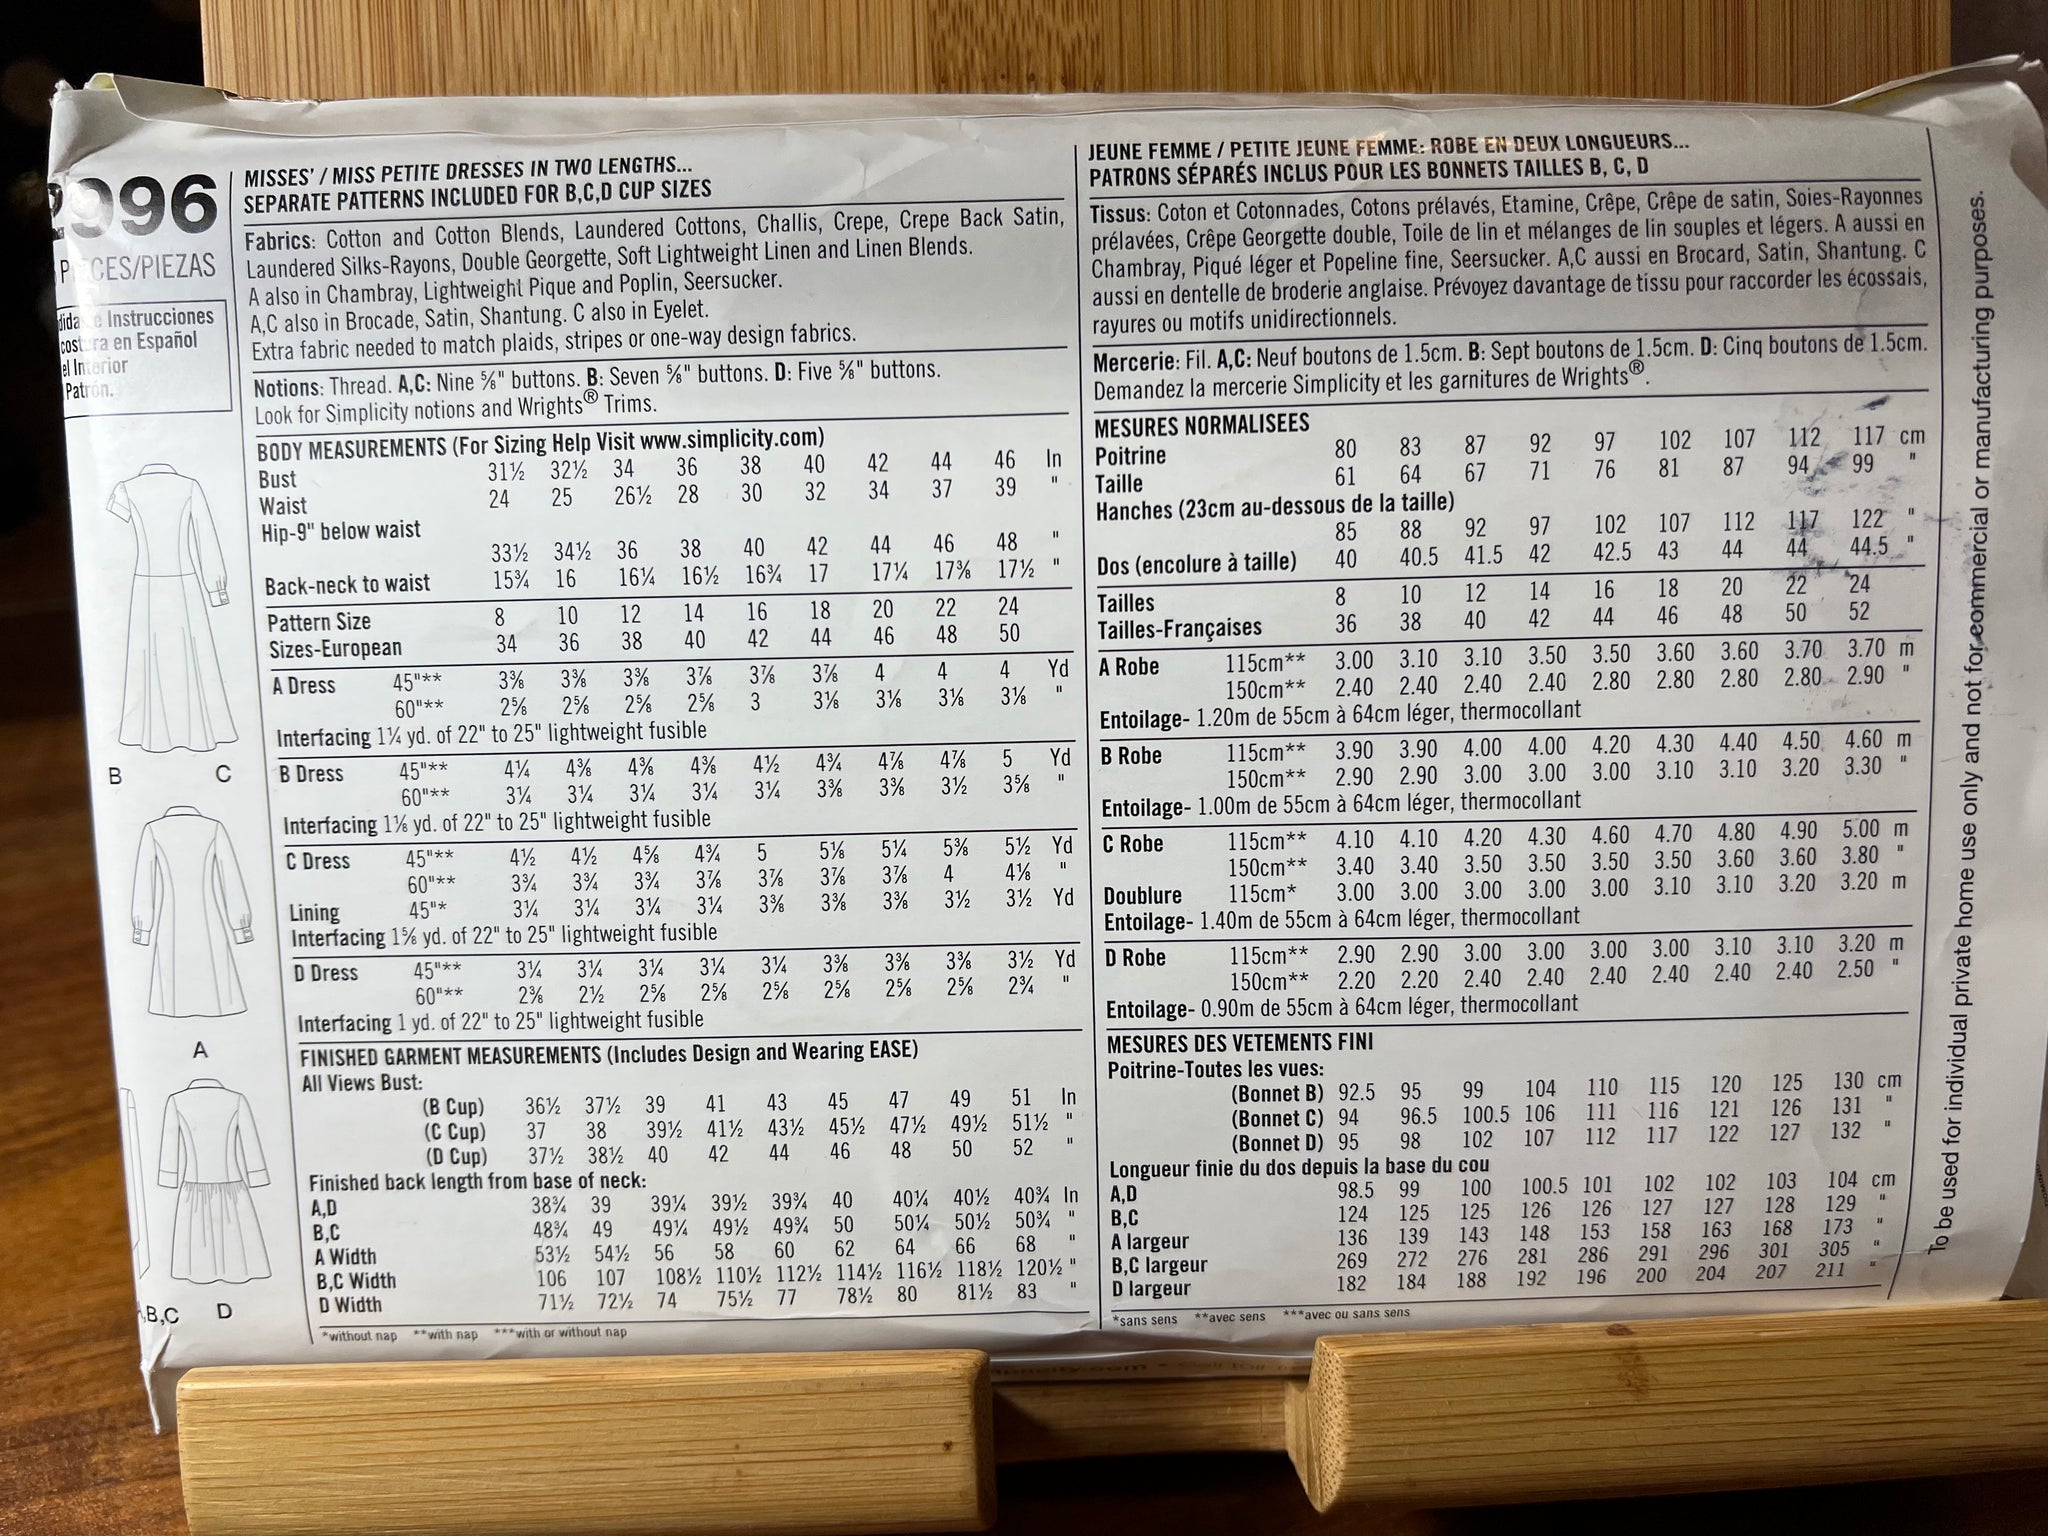 996
CES/PIEZAS
Instrucciones
en Español
el Interior
Patrón.
B C
A
B,C D
MISSES' / MISS PETITE DRESSES IN TWO LENGTHS...
SEPARATE PATTERNS INCLUDED FOR B,C,D CUP SIZES
Fabrics: Cotton and Cotton Blends, Laundered Cottons, Challis, Crepe, Crepe Back Satin,
Laundered Silks-Rayons, Double Georgette, Soft Lightweight Linen and Linen Blends.
A also in Chambray, Lightweight Pique and Poplin, Seersucker.
A,C also in Brocade, Satin, Shantung. C also in Eyelet.
Extra fabric needed to match plaids, stripes or one-way design fabrics.
Notions: Thread. A,C: Nine ⅝" buttons. B: Seven ⅝" buttons. D: Five ⅝" buttons.
Look for Simplicity notions and Wrights® Trims.
BODY MEASUREMENTS (For Sizing Help Visit www.simplicity.com)
Bust 31½ 32½ 34 36 38 40 42 44 46 In
Waist 24 25 26½ 28 30 32 34 37 39 "
Hip-9" below waist
33½ 34½ 36 38 40 42 44 46 48 "
Back-neck to waist 15¾ 16 16¼ 16½ 16¾ 17 17¼ 17⅜ 17½ "
Pattern Size 8 10 12 14 16 18 20 22 24
Sizes-European 34 36 38 40 42 44 46 48 50
A Dress 45"** 3⅜ 3⅜ 3⅜ 3⅞ 3⅞ 3⅞ 4 4 4 Yd
60"** 2⅝ 2⅝ 2⅝ 2⅝ 3 3⅛ 3⅛ 3⅛ 3⅛ "
Interfacing 1¼ yd. of 22" to 25" lightweight fusible
B Dress 45"** 4¼ 4⅜ 4⅜ 4⅜ 4½ 4¾ 4⅞ 4⅞ 5 Yd
60"** 3¼ 3¼ 3¼ 3¼ 3¼ 3⅜ 3⅜ 3½ 3⅝ "
Interfacing 1⅛ yd. of 22" to 25" lightweight fusible
C Dress 45"** 4½ 4½ 4⅝ 4¾ 5 5⅛ 5¼ 5⅜ 5½ Yd
60"** 3¾ 3¾ 3¾ 3⅞ 3⅞ 3⅞ 3⅞ 4 4⅛ "
Lining 45"* 3¼ 3¼ 3¼ 3¼ 3⅜ 3⅜ 3⅜ 3½ 3½ Yd
Interfacing 1⅝ yd. of 22" to 25" lightweight fusible
D Dress 45"** 3¼ 3¼ 3¼ 3¼ 3¼ 3⅜ 3⅜ 3⅜ 3½ Yd
60"** 2⅜ 2½ 2⅝ 2⅝ 2⅝ 2⅝ 2⅝ 2⅝ 2¾ "
Interfacing 1 yd. of 22" to 25" lightweight fusible
FINISHED GARMENT MEASUREMENTS (Includes Design and Wearing EASE)
All Views Bust:
(B Cup) 36½ 37½ 39 41 43 45 47 49 51 In
(C Cup) 37 38 39½ 41½ 43½ 45½ 47½ 49½ 51½ "
(D Cup) 37½ 38½ 40 42 44 46 48 50 52 "
Finished back length from base of neck:
A,D 38¾ 39 39¼ 39½ 39¾ 40 40¼ 40½ 40¾ In
B,C 48¾ 49 49¼ 49½ 49¾ 50 50¼ 50½ 50¾ "
A Width 53½ 54½ 56 58 60 62 64 66 68 "
B,C Width 106 107 108½ 110½ 112½ 114½ 116½ 118½ 120½ "
D Width 71½ 72½ 74 75½ 77 78½ 80 81½ 83 "
*without nap **with nap ***with or without nap
JEUNE FEMME / PETITE JEUNE FEMME: ROBE EN DEUX LONGUEURS...
PATRONS SÉPARÉS INCLUS POUR LES BONNETS TAILLES B, C, D
Tissus: Coton et Cotonnades, Cotons prélavés, Etamine, Crêpe, Crêpe de satin, Soies-Rayonnes
prélavées, Crêpe Georgette double, Toile de lin et mélanges de lin souples et légers. A aussi en
Chambray, Piqué léger et Popeline fine, Seersucker. A,C aussi en Brocard, Satin, Shantung. C
aussi en dentelle de broderie anglaise. Prévoyez davantage de tissu pour raccorder les écossais,
rayures ou motifs unidirectionnels.
Mercerie: Fil. A,C: Neuf boutons de 1.5cm. B: Sept boutons de 1.5cm. D: Cinq boutons de 1.5cm.
Demandez la mercerie Simplicity et les garnitures de Wrights®.
MESURES NORMALISEES
Poitrine 80 83 87 92 97 102 107 112 117 cm
Taille 61 64 67 71 76 81 87 94 99 "
Hanches (23cm au-dessous de la taille)
85 88 92 97 102 107 112 117 122 "
Dos (encolure à taille) 40 40.5 41.5 42 42.5 43 44 44 44.5 "
Tailles 8 10 12 14 16 18 20 22 24
Tailles-Françaises 36 38 40 42 44 46 48 50 52
A Robe 115cm** 3.00 3.10 3.10 3.50 3.50 3.60 3.60 3.70 3.70 m
150cm** 2.40 2.40 2.40 2.40 2.80 2.80 2.80 2.80 2.90 "
Entoilage- 1.20m de 55cm à 64cm léger, thermocollant
B Robe 115cm** 3.90 3.90 4.00 4.00 4.20 4.30 4.40 4.50 4.60 m
150cm** 2.90 2.90 3.00 3.00 3.00 3.10 3.10 3.20 3.30 "
Entoilage- 1.00m de 55cm à 64cm léger, thermocollant
C Robe 115cm** 4.10 4.10 4.20 4.30 4.60 4.70 4.80 4.90 5.00 m
150cm** 3.40 3.40 3.50 3.50 3.50 3.50 3.60 3.60 3.80 "
Doublure 115cm* 3.00 3.00 3.00 3.00 3.00 3.10 3.10 3.20 3.20 m
Entoilage- 1.40m de 55cm à 64cm léger, thermocollant
D Robe 115cm** 2.90 2.90 3.00 3.00 3.00 3.00 3.10 3.10 3.20 m
150cm** 2.20 2.20 2.40 2.40 2.40 2.40 2.40 2.40 2.50 "
Entoilage- 0.90m de 55cm à 64cm léger, thermocollant
MESURES DES VETEMENTS FINI
Poitrine-Toutes les vues:
(Bonnet B) 92.5 95 99 104 110 115 120 125 130 cm
(Bonnet C) 94 96.5 100.5 106 111 116 121 126 131 "
(Bonnet D) 95 98 102 107 112 117 122 127 132 "
Longueur finie du dos depuis la base du cou
A,D 98.5 99 100 100.5 101 102 102 103 104 cm
B,C 124 125 125 126 126 127 127 128 129 "
A largeur 136 139 143 148 153 158 163 168 173 "
B,C largeur 269 272 276 281 286 291 296 301 305 "
D largeur 182 184 188 192 196 200 204 207 211 "
*sans sens **avec sens ***avec ou sans sens
To be used for individual private home use only and not for commercial or manufacturing purposes.